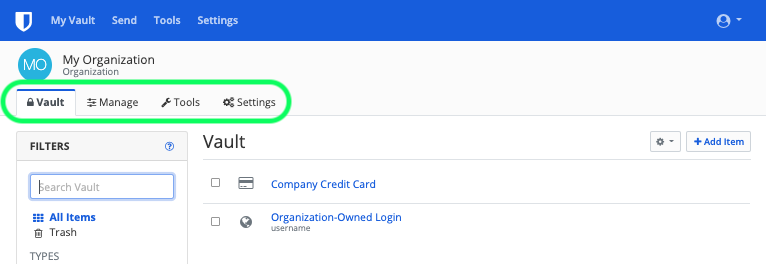 My Vault Send Tools Settings
MO
My Organization
Organization
Vault Manage Tools Settings
FILTERS
Search Vault
All Items
Trash
TYPES
Vault
+ Add Item
Company Credit Card
Organization-Owned Login
username